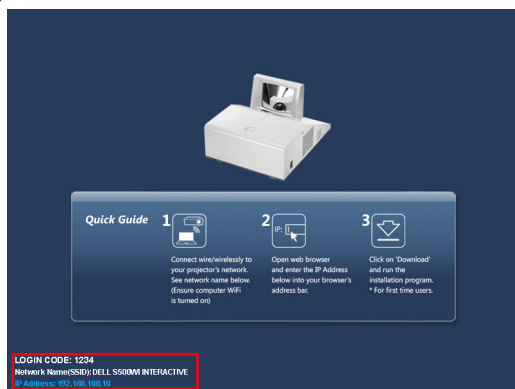 Quick Guide
1
Connect wire/wirelessly to
your projector's network.
See network name below.
(Ensure computer WiFi
is turned on)
2
IP:
Open web browser
and enter the IP Address
below into your browser's
address bar.
3
Click on 'Download'
and run the
installation program.
* For first time users.
LOGIN CODE: 1234
Network Name(SSID): DELL S500WI INTERACTIVE
IP Address: 192.168.100.10